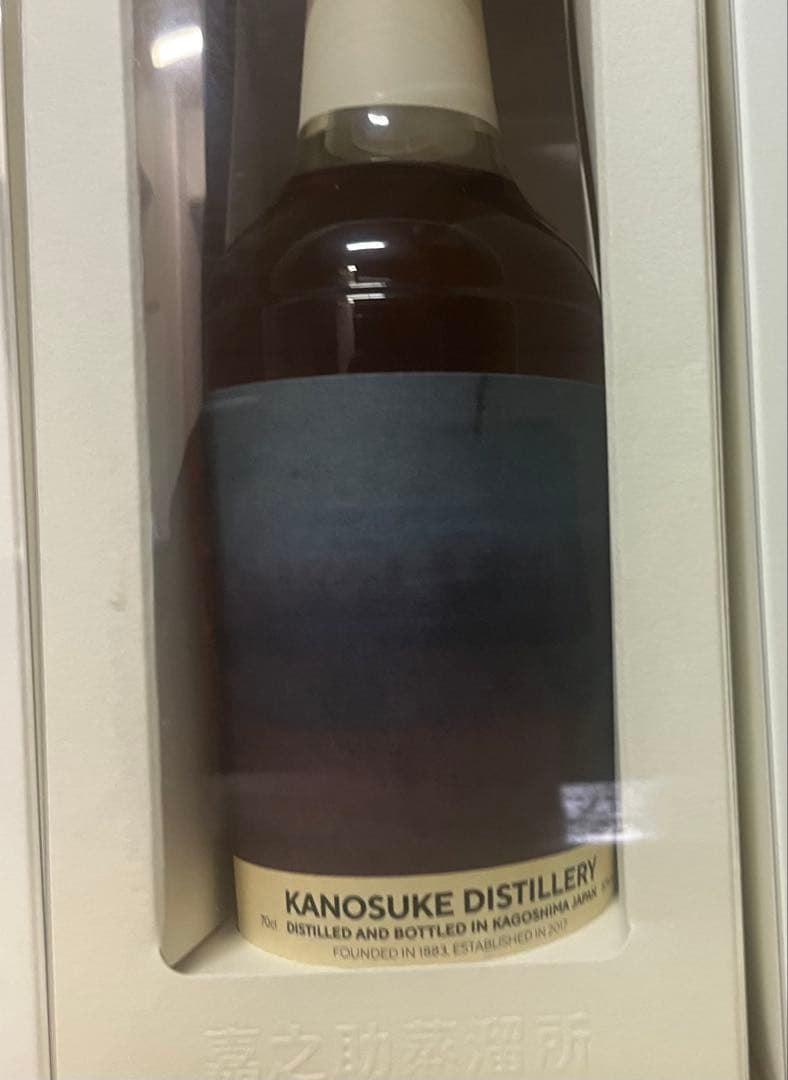 KANOSUKE DISTILLERY
70cl DISTILLED AND BOTTLED IN KAGOSHIMA JAPAN
FOUNDED IN 1883, ESTABLISHED IN 2017
嘉之助蒸溜所